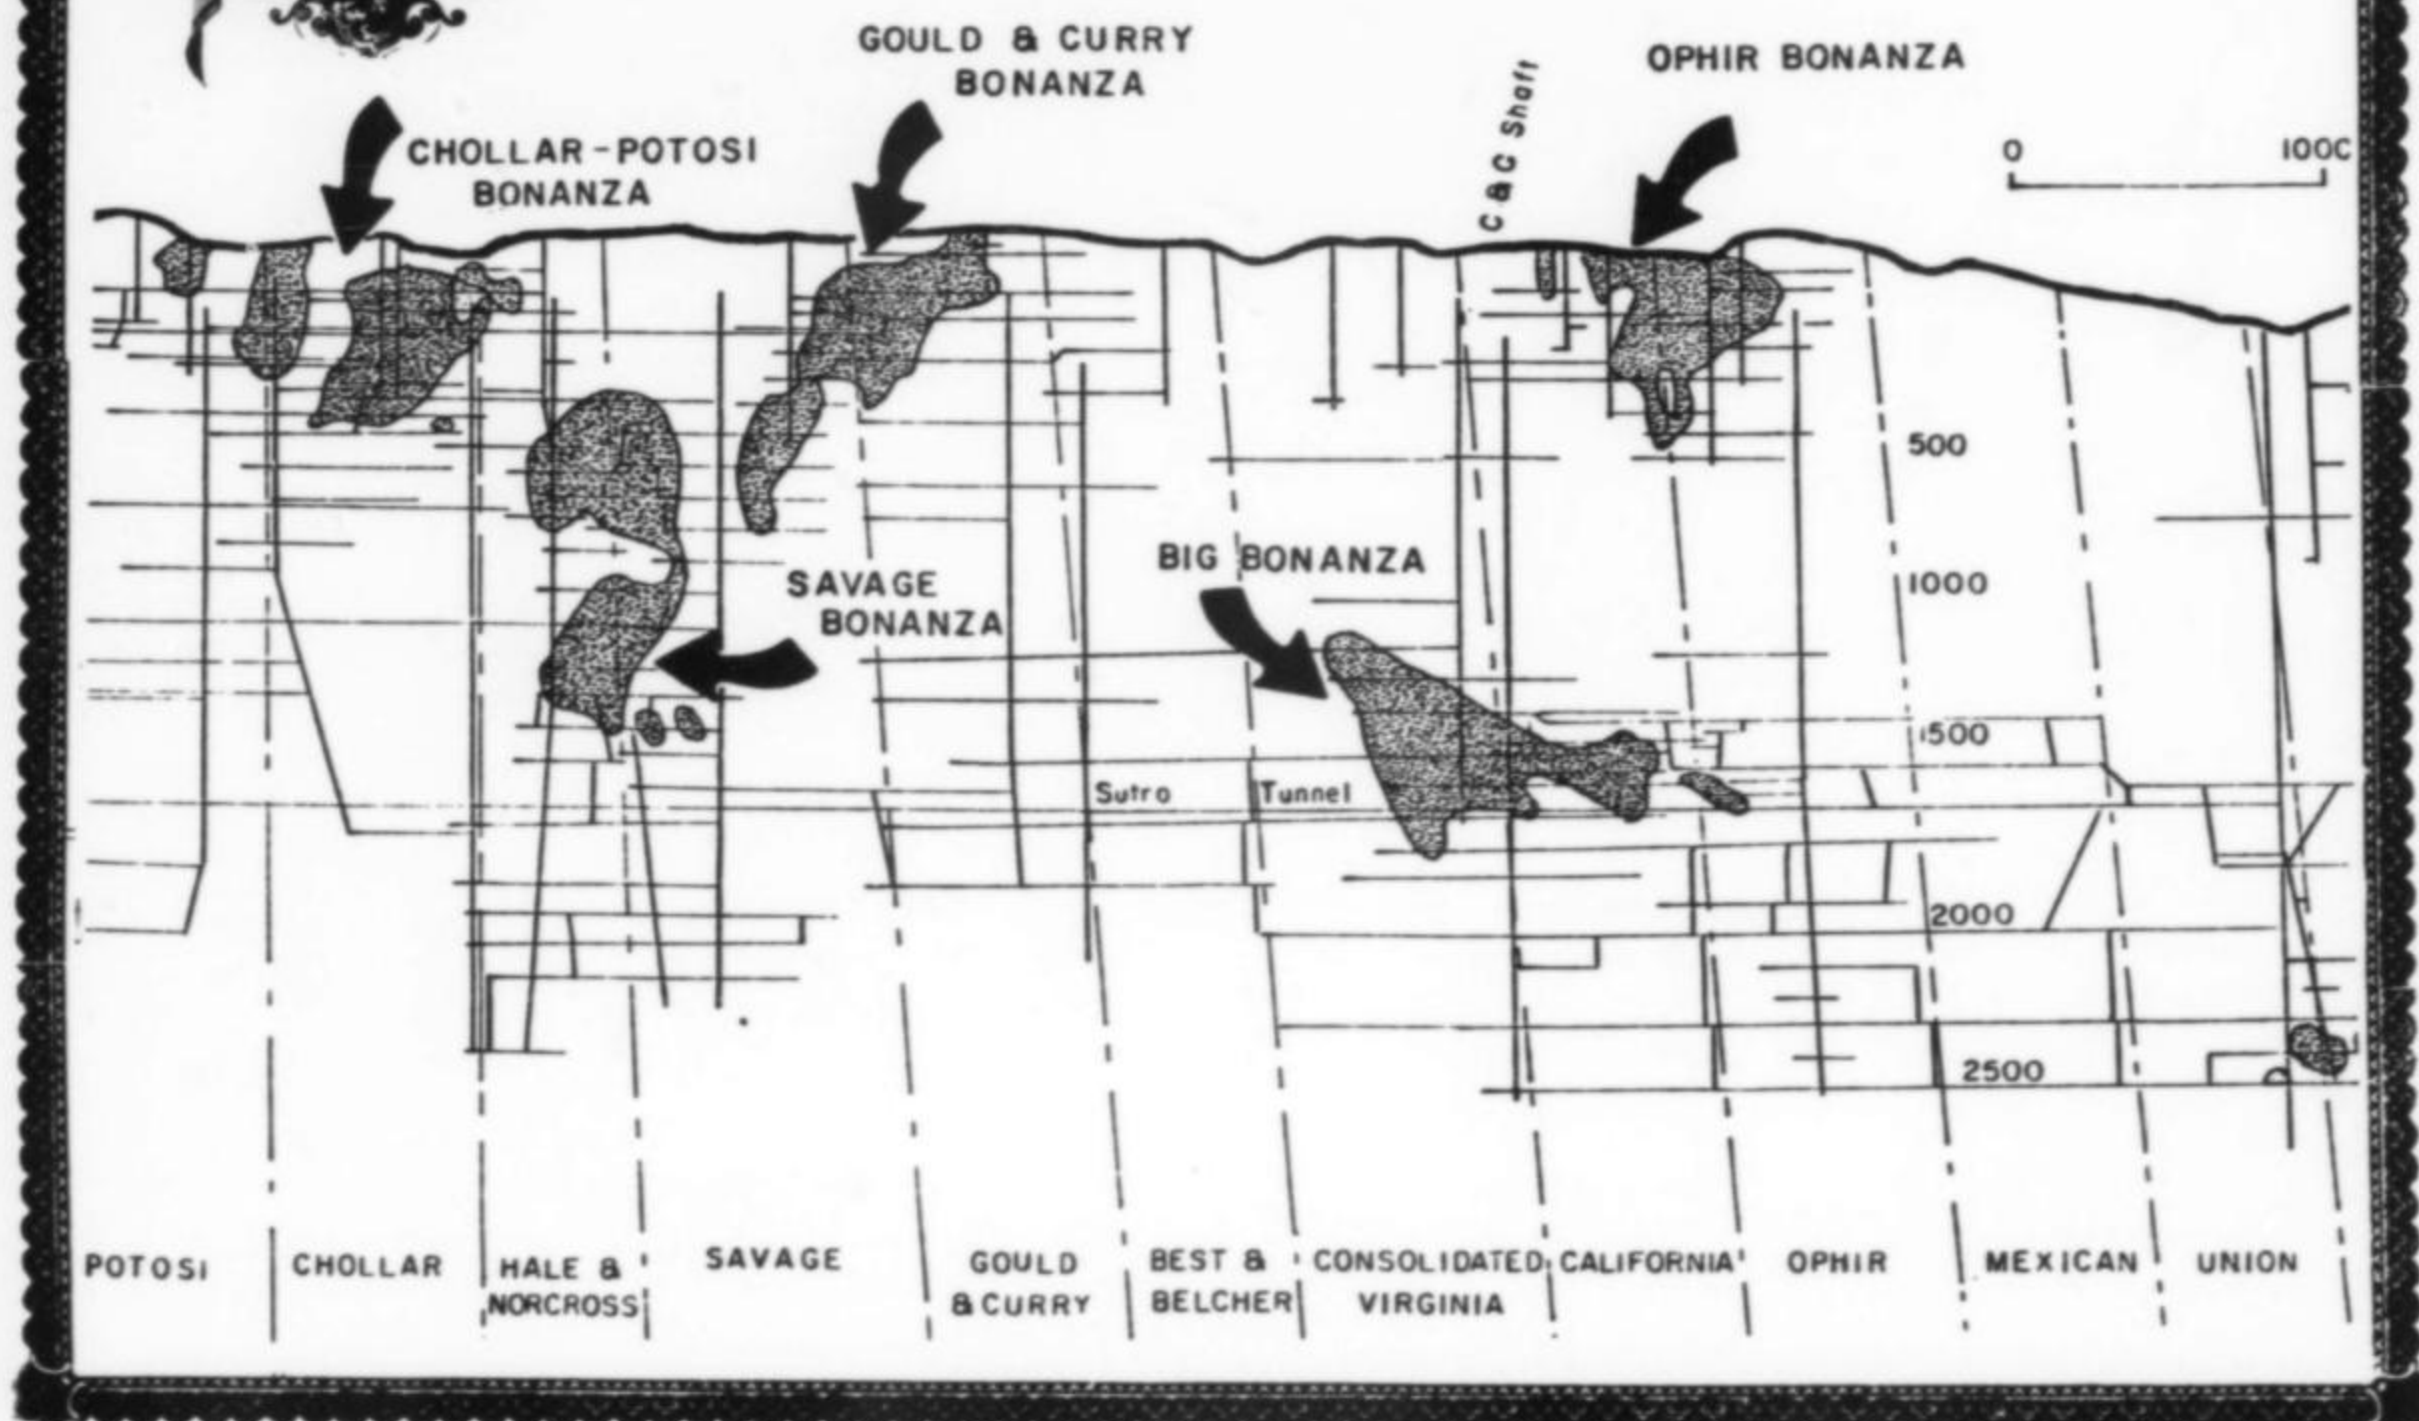 GOULD & CURRY
BONANZA
OPHIR BONANZA
C & C Shaft
CHOLLAR-POTOSI
BONANZA
0 100C
500
BIG BONANZA
1000
SAVAGE
BONANZA
1500
Sutro Tunnel
2000
2500
POTOSI
CHOLLAR
HALE &
NORCROSS
SAVAGE
GOULD
& CURRY
BEST &
BELCHER
CONSOLIDATED
VIRGINIA
CALIFORNIA
OPHIR
MEXICAN
UNION